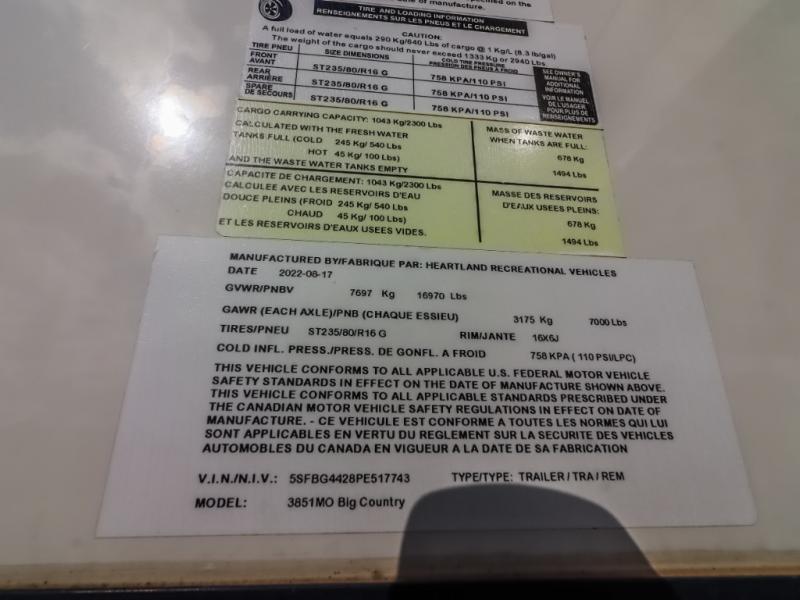 of manufacture.
TIRE AND LOADING INFORMATION
RENSEIGNEMENTS SUR LES PNEUS ET LE CHARGEMENT
CAUTION:
A full load of water equals 290 Kg/640 Lbs of cargo @ 1 Kg/L (8.3 lb/gal)
The weight of the cargo should never exceed 1333 Kg or 2940 Lbs.
TIRE PNEU SIZE DIMENSIONS COLD TIRE PRESSURE
PRESSION DES PNEUS À FROID
FRONT
AVANT ST235/80/R16 G 758 KPA/110 PSI
REAR
ARRIÈRE ST235/80/R16 G 758 KPA/110 PSI
SPARE
DE SECOURS ST235/80/R16 G 758 KPA/110 PSI
SEE OWNER'S
MANUAL FOR
ADDITIONAL
INFORMATION
VOIR LE MANUEL
DE L'USAGER
POUR PLUS DE
RENSEIGNEMENTS
CARGO CARRYING CAPACITY: 1043 Kg/2300 Lbs
CALCULATED WITH THE FRESH WATER
TANKS FULL (COLD 245 Kg/ 540 Lbs
HOT 45 Kg/ 100 Lbs)
AND THE WASTE WATER TANKS EMPTY
MASS OF WASTE WATER
WHEN TANKS ARE FULL:
678 Kg
1494 Lbs
CAPACITE DE CHARGEMENT: 1043 Kg/2300 Lbs
CALCULEE AVEC LES RESERVOIRS D'EAU
DOUCE PLEINS (FROID 245 Kg/ 540 Lbs
CHAUD 45 Kg/ 100 Lbs)
ET LES RESERVOIRS D'EAUX USEES VIDES.
MASSE DES RESERVOIRS
D'EAUX USEES PLEINS:
678 Kg
1494 Lbs
MANUFACTURED BY/FABRIQUE PAR: HEARTLAND RECREATIONAL VEHICLES
DATE 2022-08-17
GVWR/PNBV 7697 Kg 16970 Lbs
GAWR (EACH AXLE)/PNB (CHAQUE ESSIEU) 3175 Kg 7000 Lbs
TIRES/PNEU ST235/80/R16 G RIM/JANTE 16X6J
COLD INFL. PRESS./PRESS. DE GONFL. A FROID 758 KPA ( 110 PSI/LPC)
THIS VEHICLE CONFORMS TO ALL APPLICABLE U.S. FEDERAL MOTOR VEHICLE
SAFETY STANDARDS IN EFFECT ON THE DATE OF MANUFACTURE SHOWN ABOVE.
THIS VEHICLE CONFORMS TO ALL APPLICABLE STANDARDS PRESCRIBED UNDER
THE CANADIAN MOTOR VEHICLE SAFETY REGULATIONS IN EFFECT ON DATE OF
MANUFACTURE. - CE VEHICULE EST CONFORME A TOUTES LES NORMES QUI LUI
SONT APPLICABLES EN VERTU DU REGLEMENT SUR LA SECURITE DES VEHICLES
AUTOMOBILES DU CANADA EN VIGUEUR A LA DATE DE SA FABRICATION
V.I.N./N.I.V.: 5SFBG4428PE517743 TYPE/TYPE: TRAILER / TRA / REM
MODEL: 3851MO Big Country